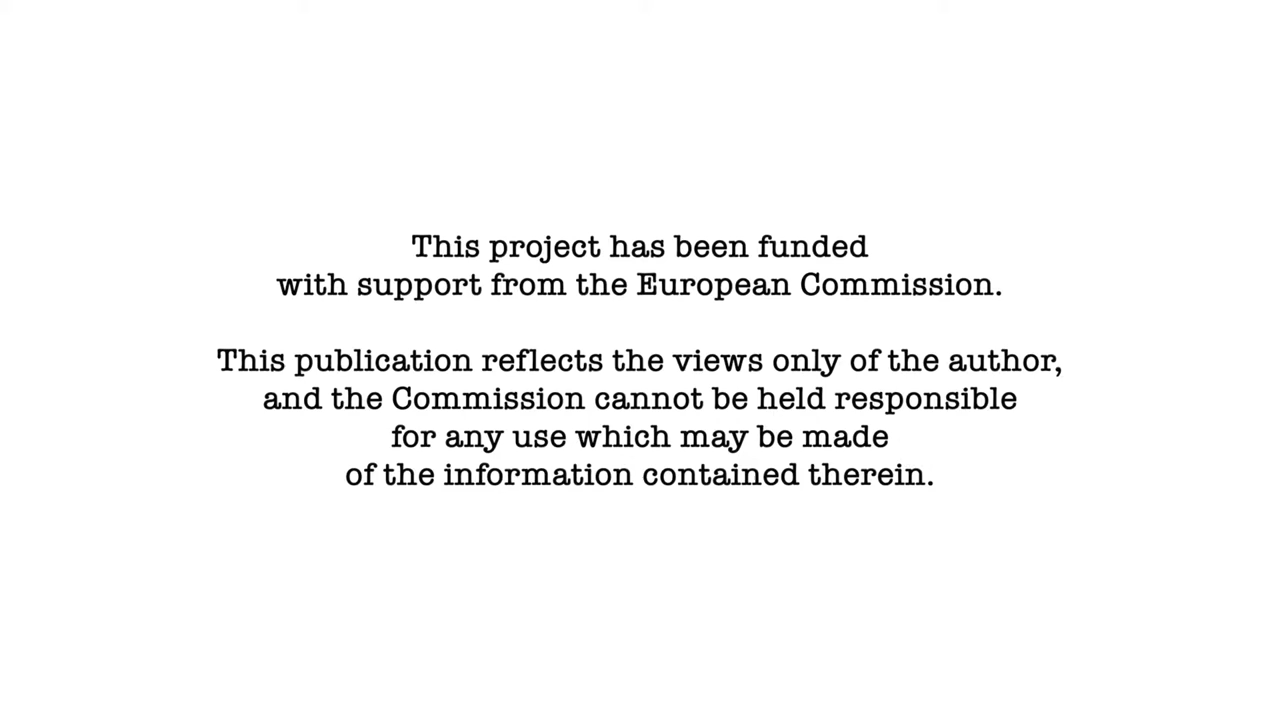 This project has been funded
with support from the European Commission.
This publication reflects the views only of the author,
and the Commission cannot be held responsible
for any use which may be made
of the information contained therein.